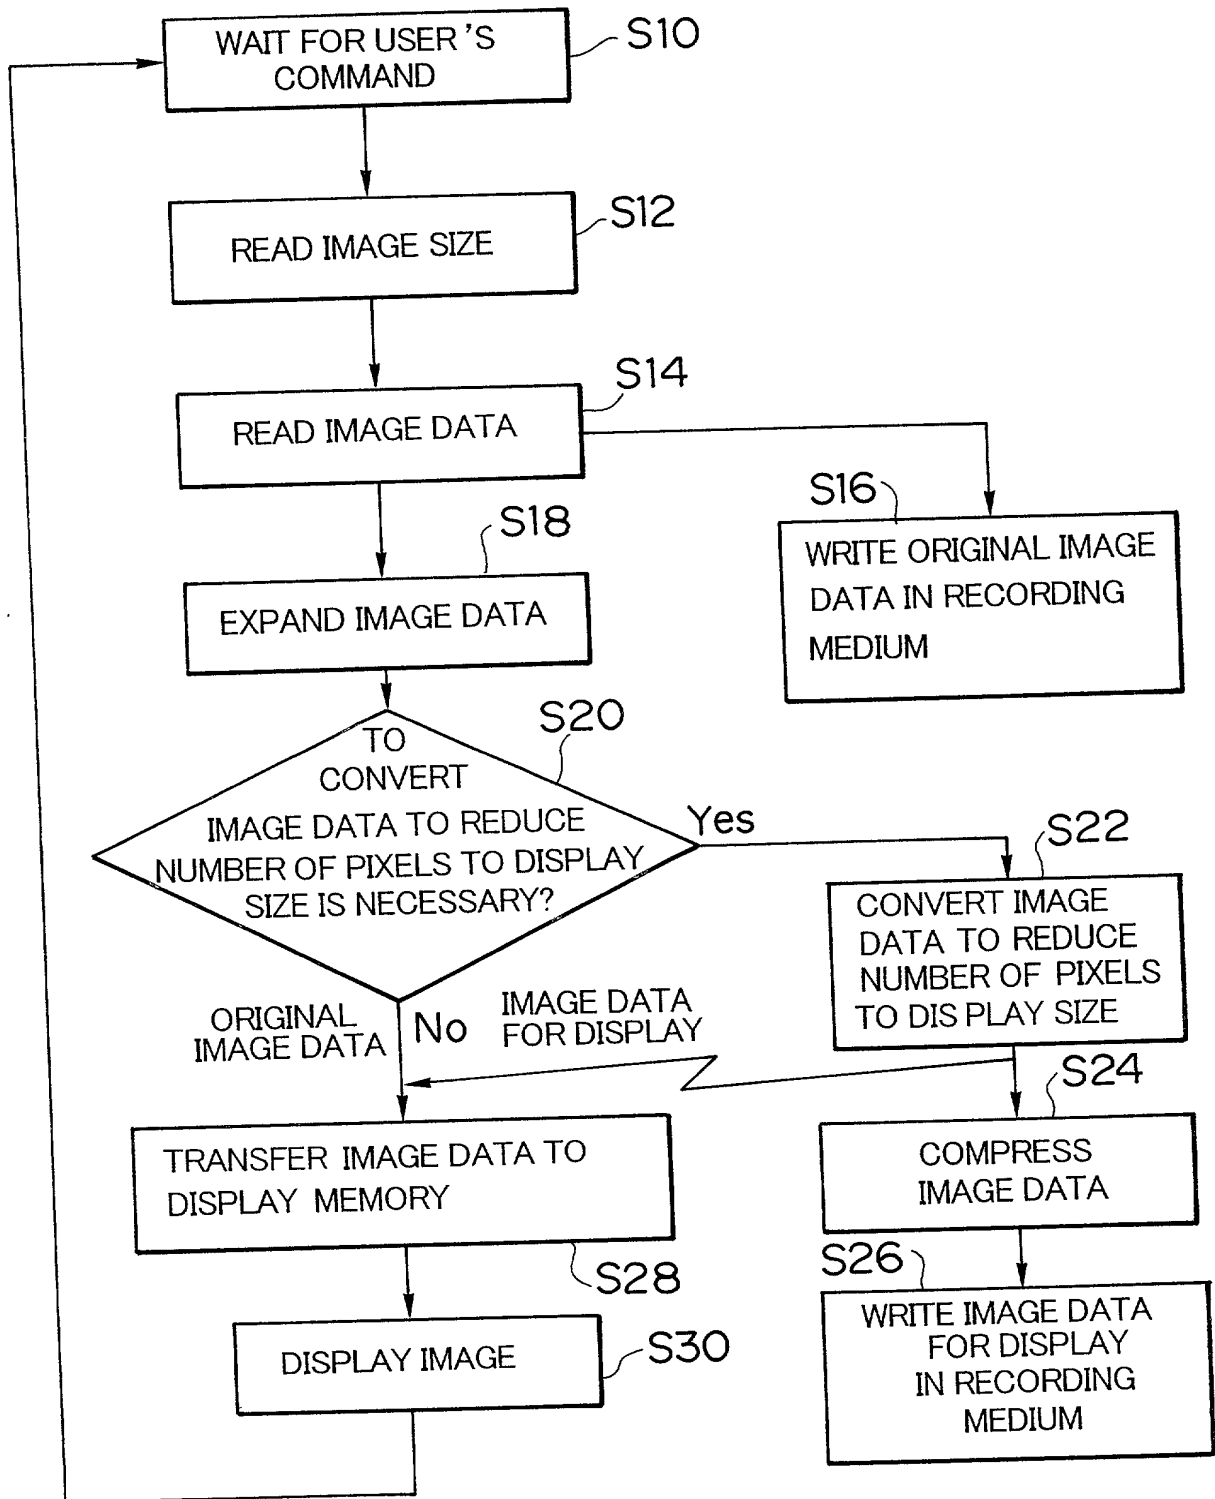 WAIT FOR USER'S
COMMAND
S10
READ IMAGE SIZE
S12
READ IMAGE DATA
S14
S16
WRITE ORIGINAL IMAGE
DATA IN RECORDING
MEDIUM
S18
EXPAND IMAGE DATA
S20
TO
CONVERT
IMAGE DATA TO REDUCE
NUMBER OF PIXELS TO DISPLAY
SIZE IS NECESSARY?
Yes
S22
CONVERT IMAGE
DATA TO REDUCE
NUMBER OF PIXELS
TO DIS PLAY SIZE
ORIGINAL
IMAGE DATA
No
IMAGE DATA
FOR DISPLAY
S24
COMPRESS
IMAGE DATA
TRANSFER IMAGE DATA TO
DISPLAY MEMORY
S28
S26
WRITE IMAGE DATA
FOR DISPLAY
IN RECORDING
MEDIUM
DISPLAY IMAGE
S30